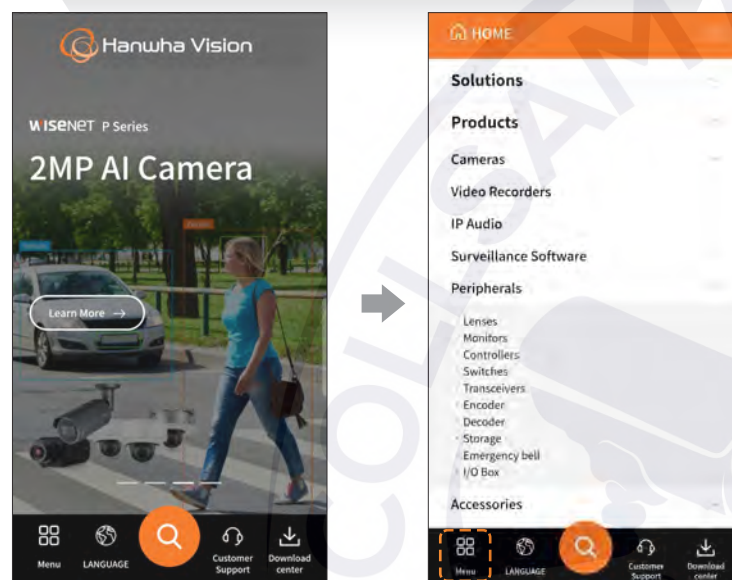 Hanwha Vision
WISENET P Series
2MP AI Camera
Learn More →
Menu
LANGUAGE
Customer Support
Download center
HOME
Solutions
Products
Cameras
Video Recorders
IP Audio
Surveillance Software
Peripherals
Lenses
Monitors
Controllers
Switches
Transceivers
Encoder
Decoder
Storage
Emergency bell
I/O Box
Accessories
Menu
LANGUAGE
Customer Support
Download center